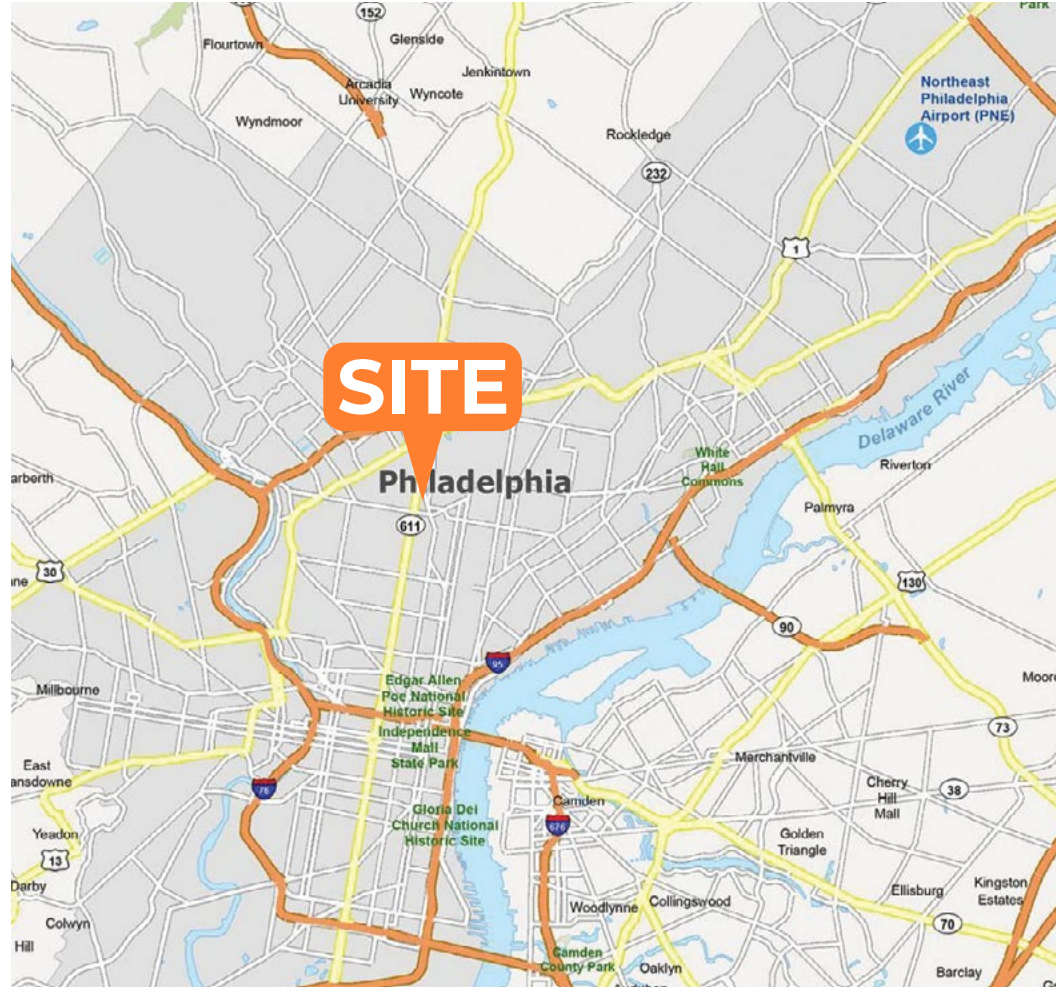 Park
152
Flourtown
Glenside
Jenkintown
Arcadia
University
Wyncote
Northeast
Philadelphia
Airport (PNE)
Wyndmoor
Rockledge
232
1
SITE
Delaware River
White
Hall
Commons
Riverton
arberth
Philadelphia
Palmyra
611
30
ne
130
90
95
Edgar Allen
Poe National
Historic Site
Millbourne
Moore
Independence
Mall
State Park
73
Merchantville
East
ansdowne
76
Cherry
Hill
Mall
38
Camden
Gloria Dei
Church National
Historic Site
676
Yeadon
Golden
Triangle
13
Darby
Ellisburg
Kingston
Estates
Woodlynne
Collingswood
Colwyn
70
Hill
Camden
County Park
Oaklyn
Barclay